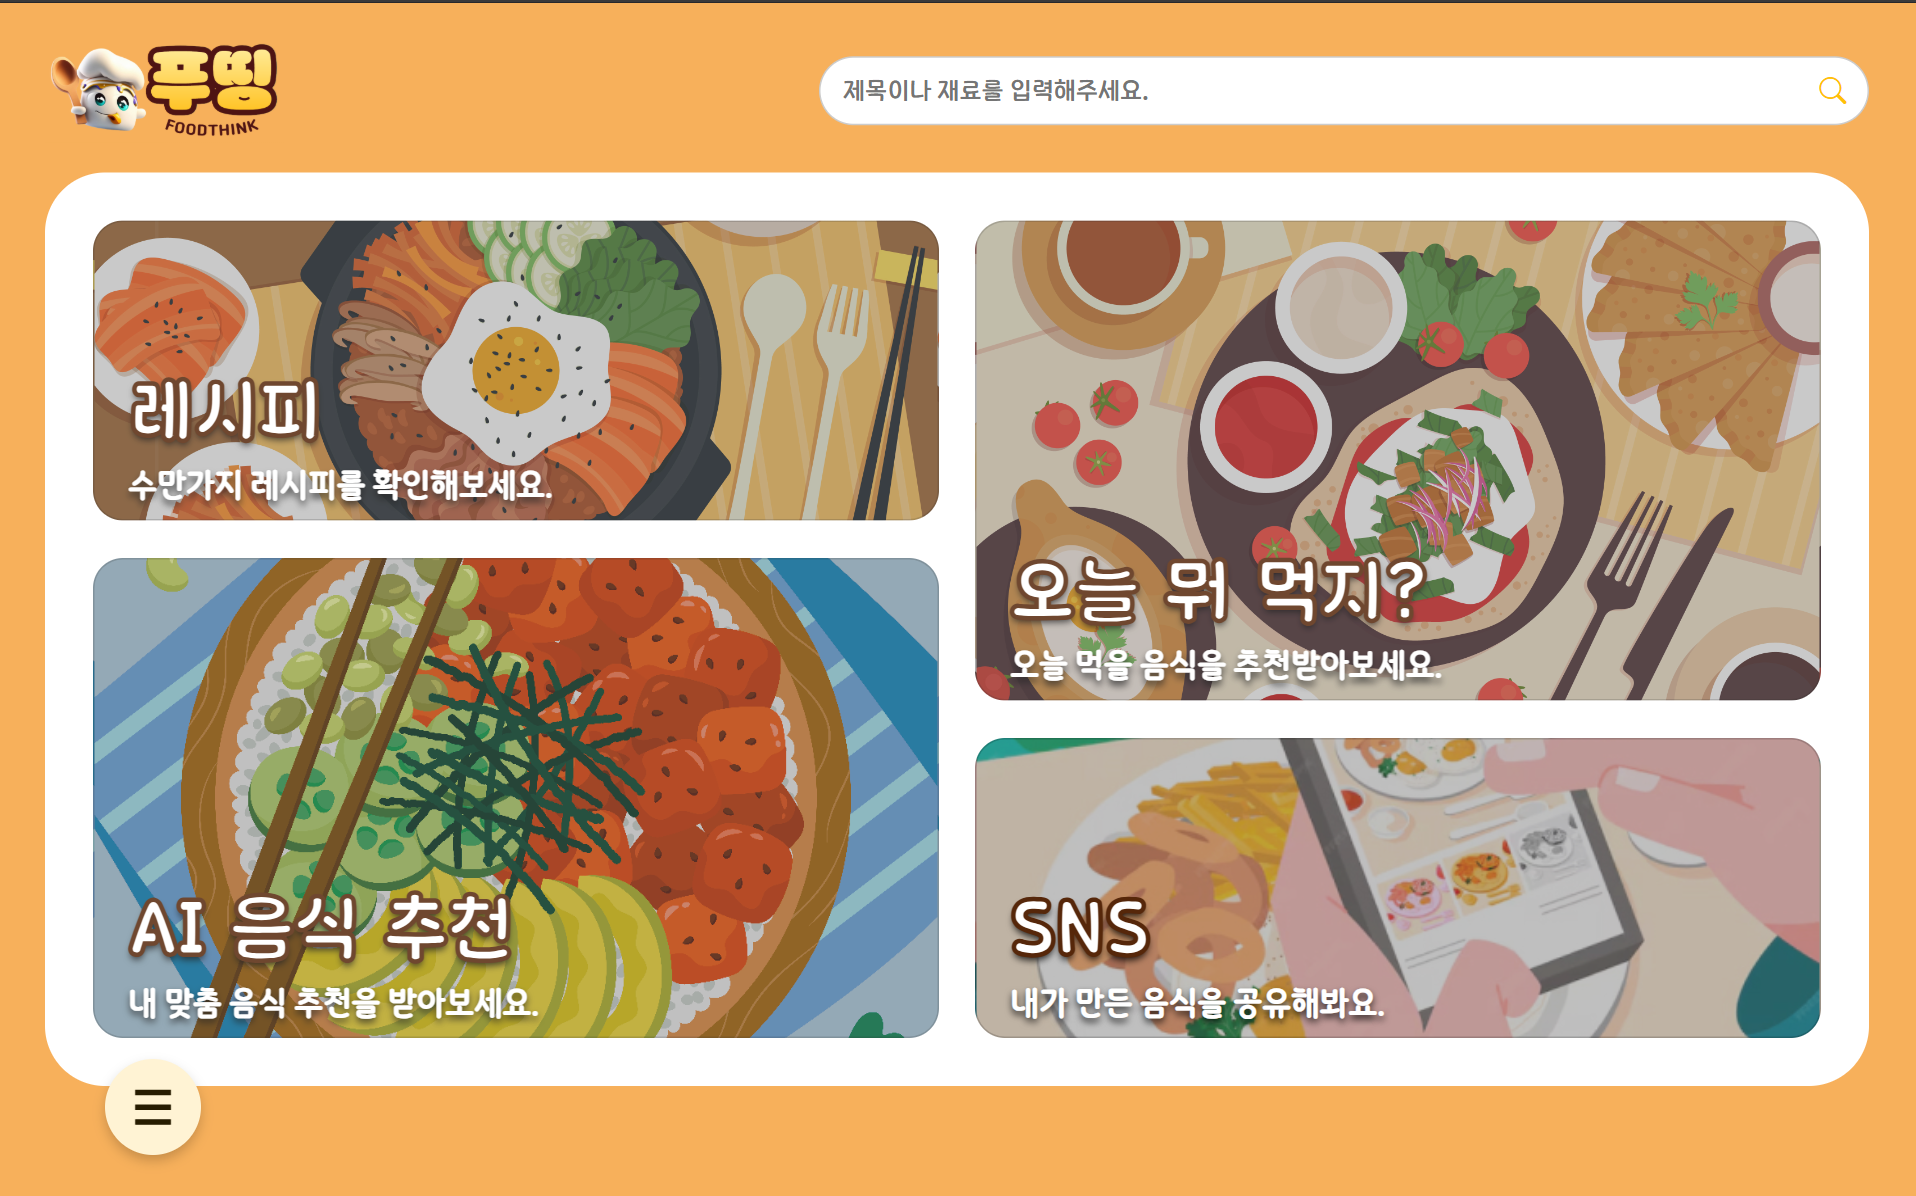 푸띵
FOODTHINK
제목이나 재료를 입력해주세요.
레시피
수만가지 레시피를 확인해보세요.
오늘 뭐 먹지?
오늘 먹을 음식을 추천받아보세요.
AI 음식 추천
내 맞춤 음식 추천을 받아보세요.
SNS
내가 만든 음식을 공유해봐요.